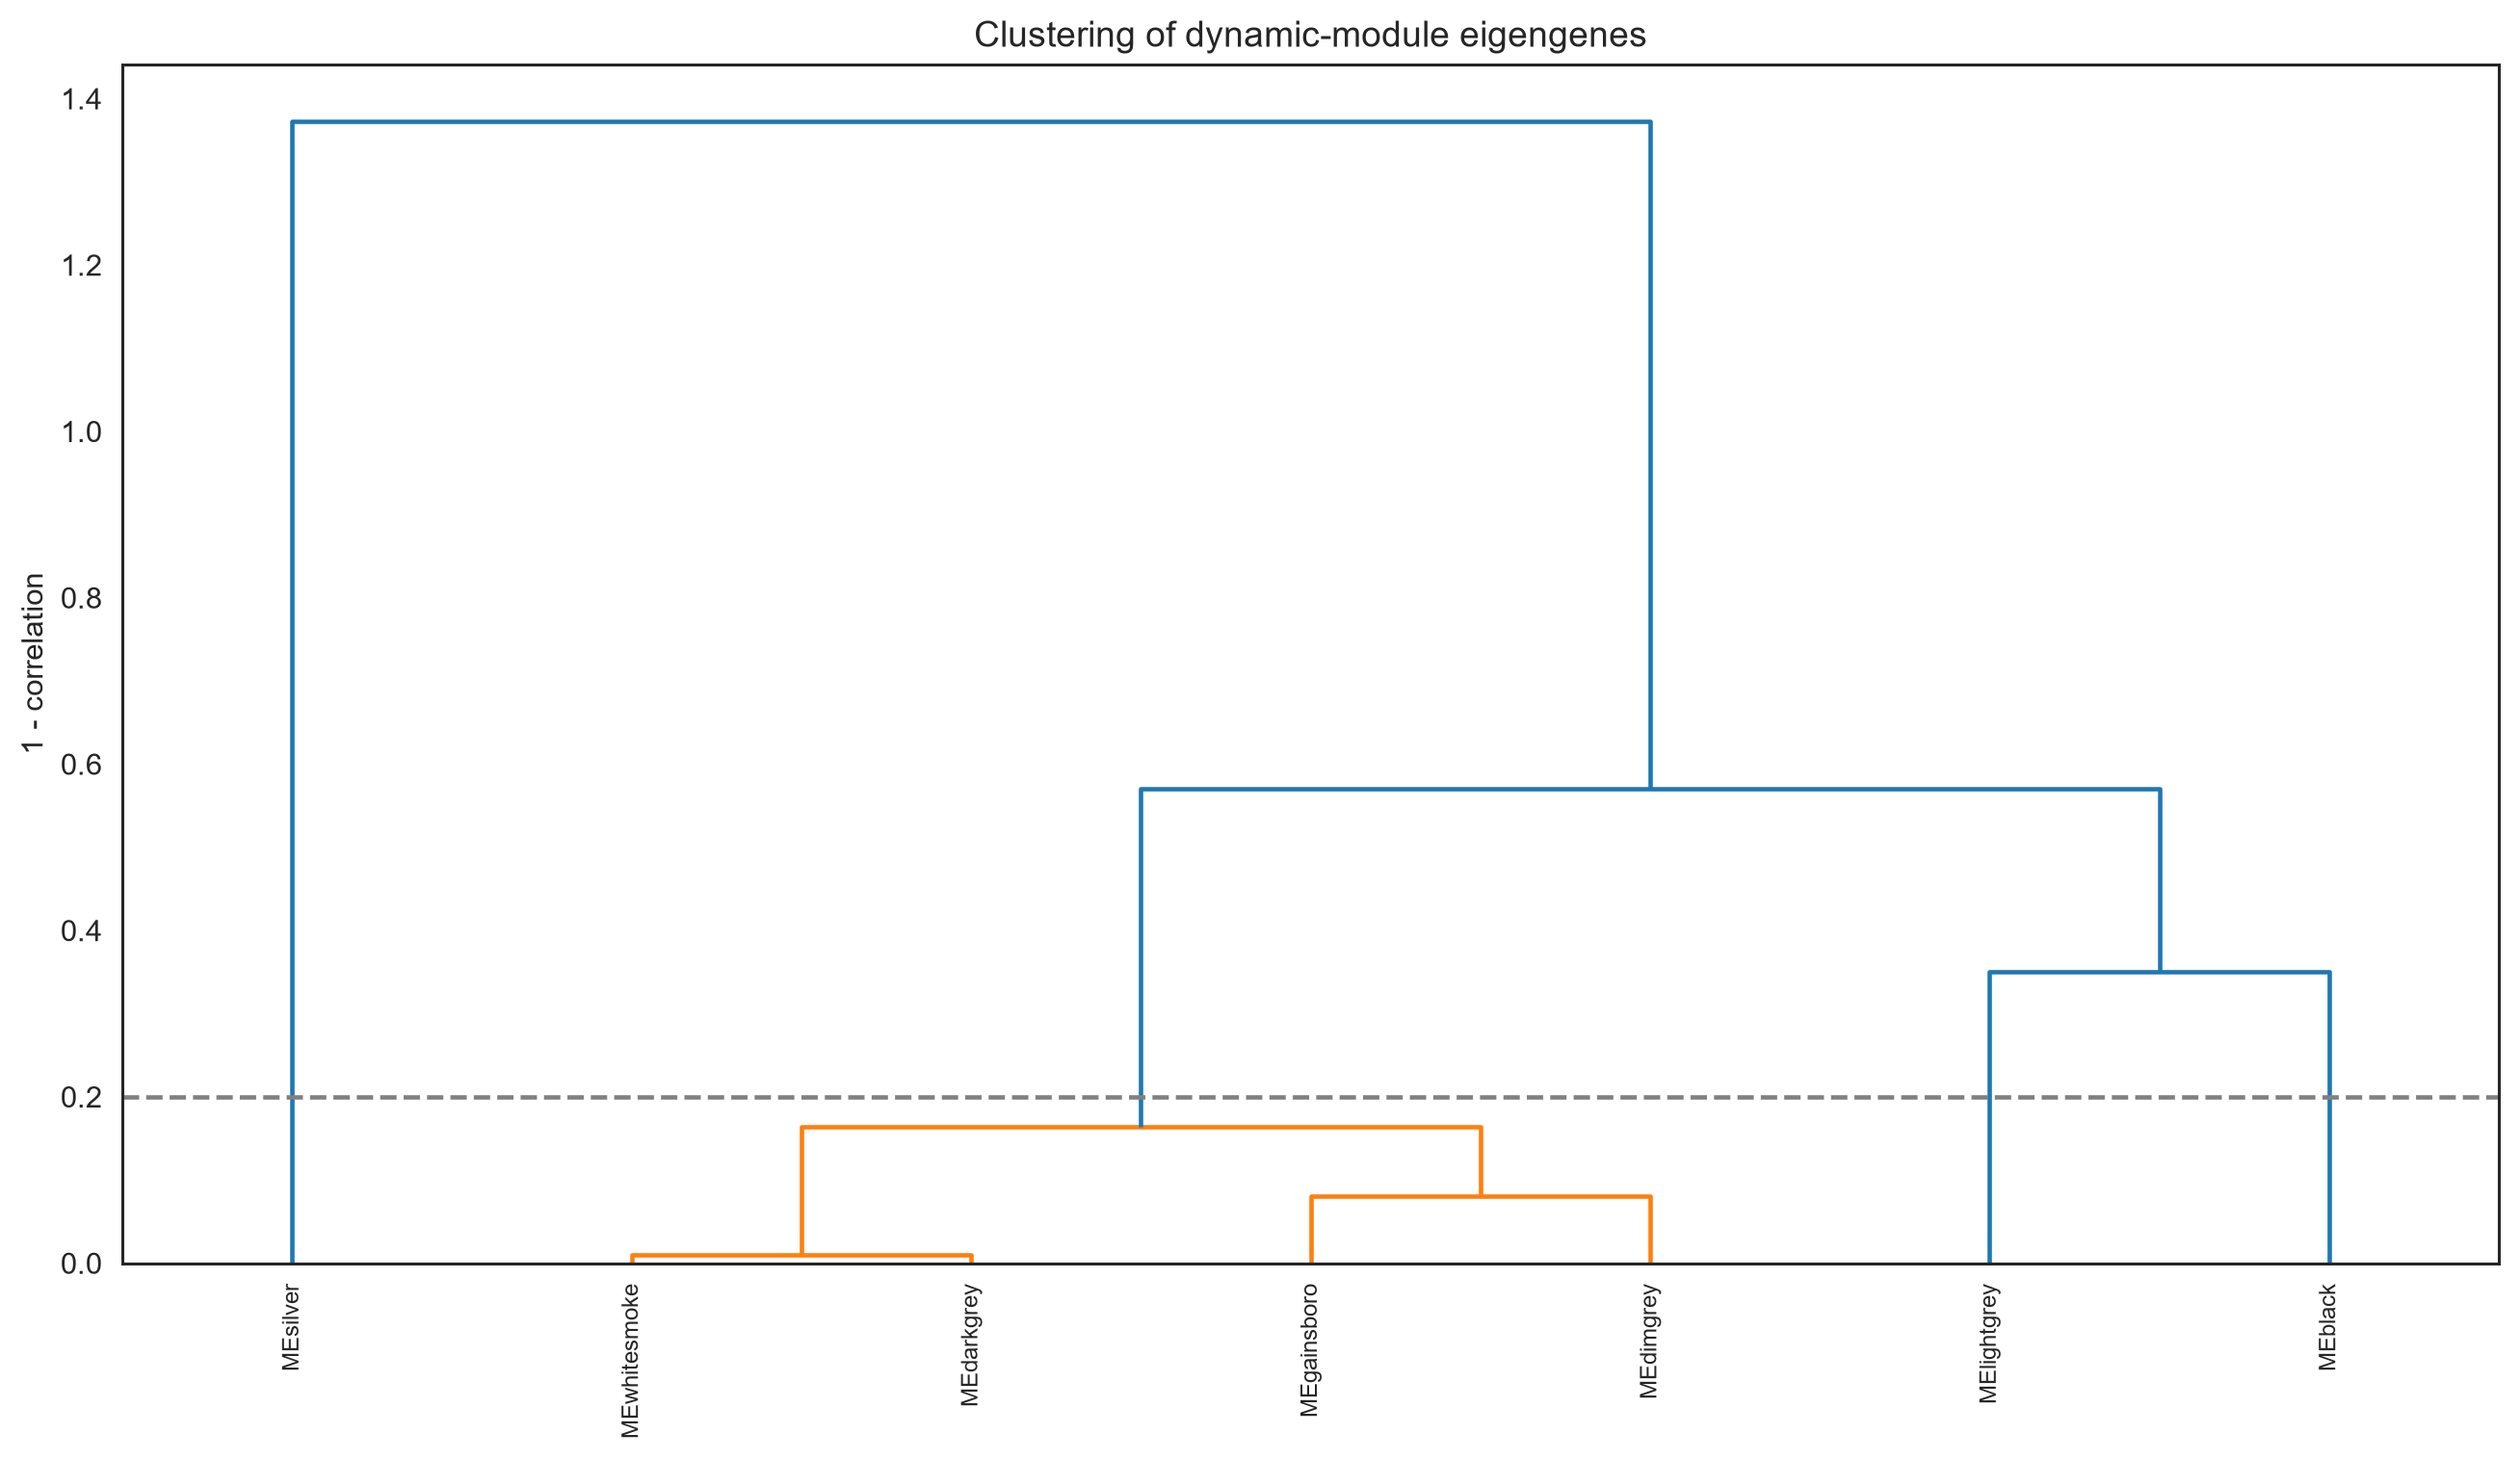 Clustering of dynamic-module eigengenes
1.4
1.2
1.0
0.8
0.6
0.4
0.2
0.0
1 - correlation
MEsilver
MEwhitesmoke
MEdarkgrey
MEgainsboro
MEdimgrey
MElightgrey
MEblack